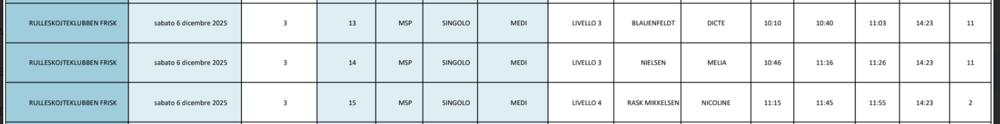 RULLESKOJTEKLUBBEN FRISK sabato 6 dicembre 2025 3 13 MSP SINGOLO MEDI LIVELLO 3 BLAUENFELDT DICTE 10:10 10:40 11:03 14:23 11
RULLESKOJTEKLUBBEN FRISK sabato 6 dicembre 2025 3 14 MSP SINGOLO MEDI LIVELLO 3 NIELSEN MELIA 10:46 11:16 11:26 14:23 11
RULLESKOJTEKLUBBEN FRISK sabato 6 dicembre 2025 3 15 MSP SINGOLO MEDI LIVELLO 4 RASK MIKKELSEN NICOLINE 11:15 11:45 11:55 14:23 2